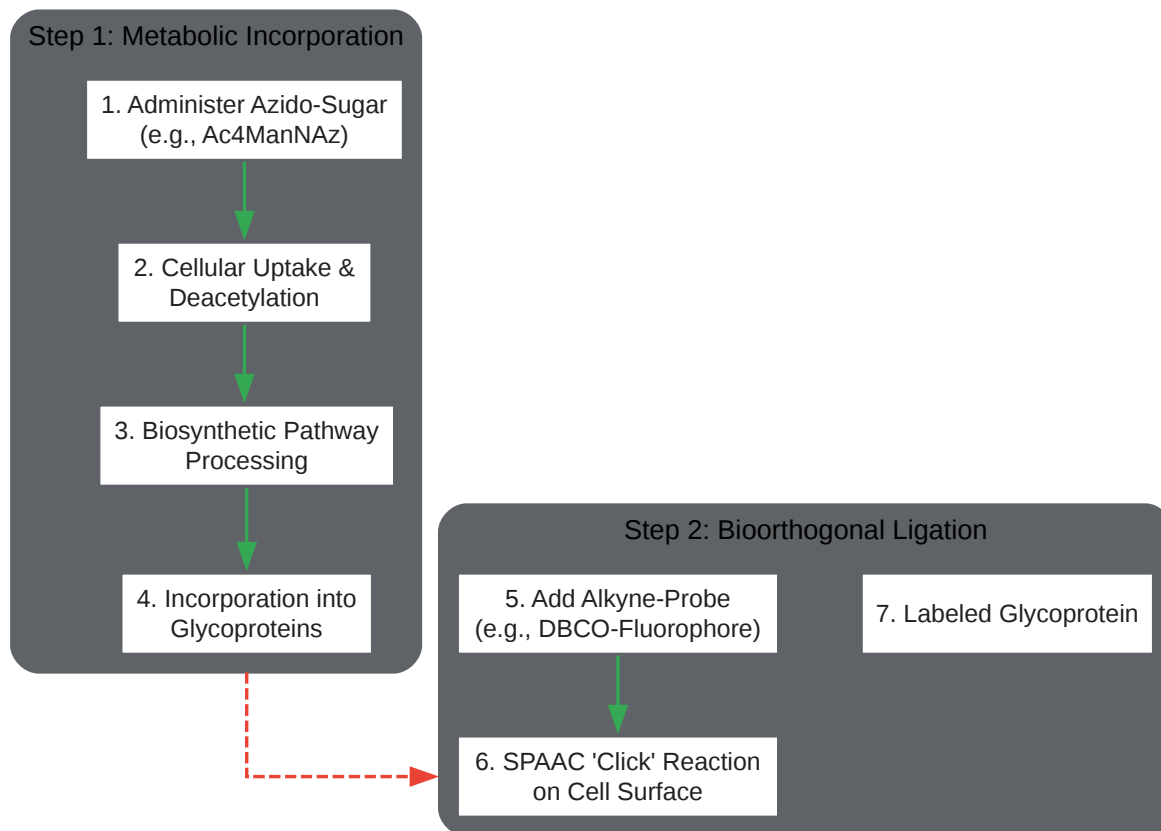 Step 1: Metabolic Incorporation
1. Administer Azido-Sugar
(e.g., Ac4ManNAz)
2. Cellular Uptake &
Deacetylation
3. Biosynthetic Pathway
Processing
4. Incorporation into
Glycoproteins
Step 2: Bioorthogonal Ligation
5. Add Alkyne-Probe
(e.g., DBCO-Fluorophore)
6. SPAAC 'Click' Reaction
on Cell Surface
7. Labeled Glycoprotein